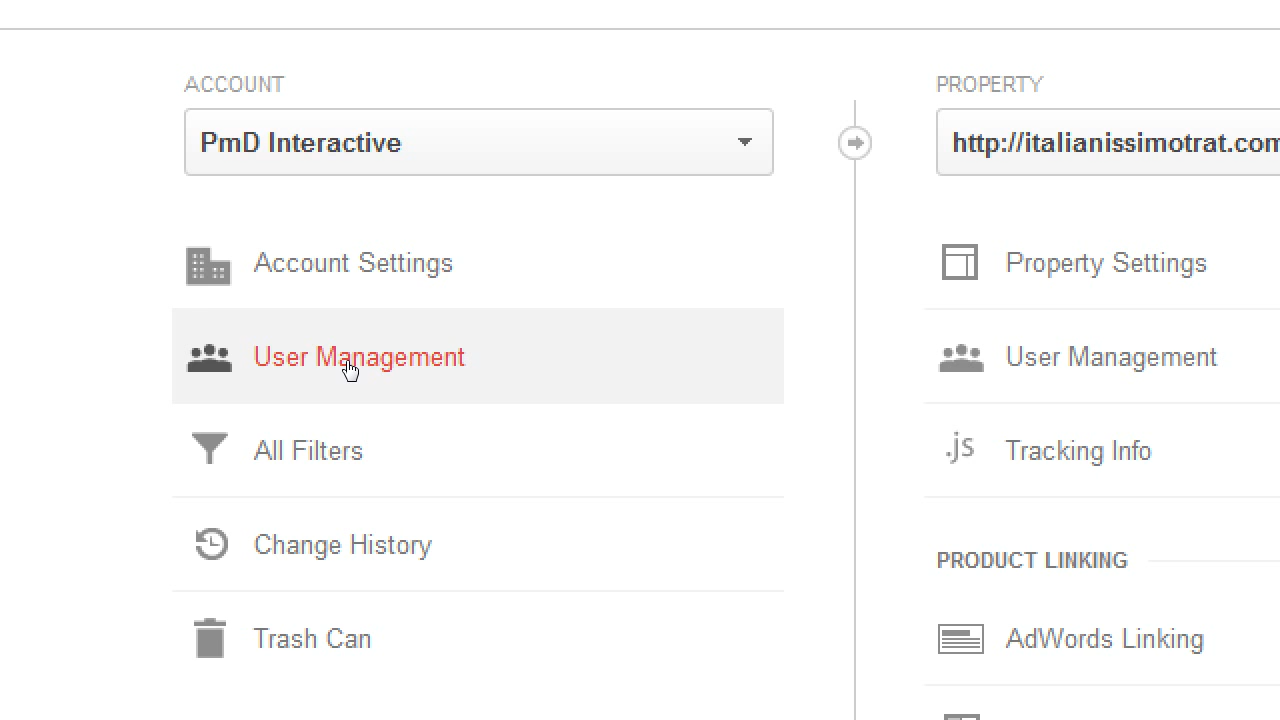 ACCOUNT
PmD Interactive
Account Settings
User Management
All Filters
Change History
Trash Can
PROPERTY
http://italianissimotrat.com
Property Settings
User Management
.js
Tracking Info
PRODUCT LINKING
AdWords Linking